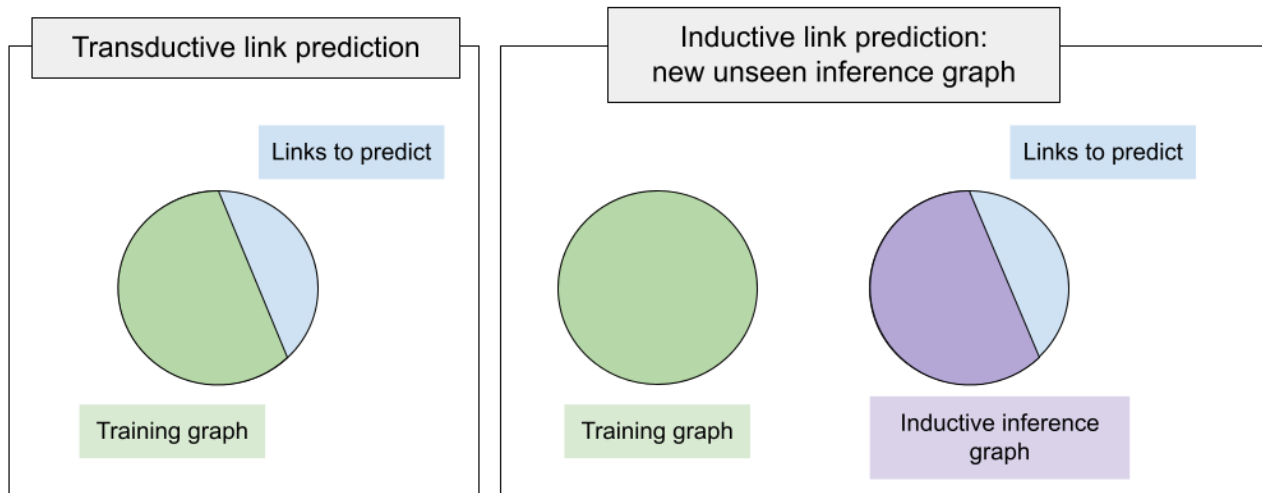 Transductive link prediction
Links to predict
Training graph
Inductive link prediction:
new unseen inference graph
Links to predict
Training graph
Inductive inference
graph